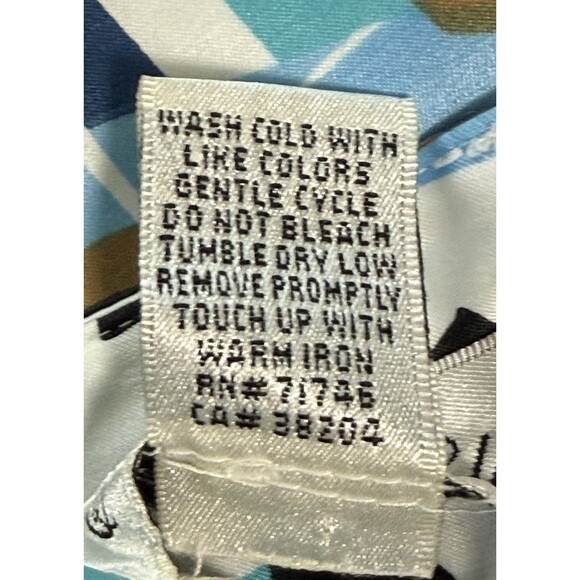 WASH COLD WITH
LIKE COLORS
GENTLE CYCLE
DO NOT BLEACH
TUMBLE DRY LOW
REMOVE PROMPTLY
TOUCH UP WITH
WARM IRON
RN# 71746
CA# 38204